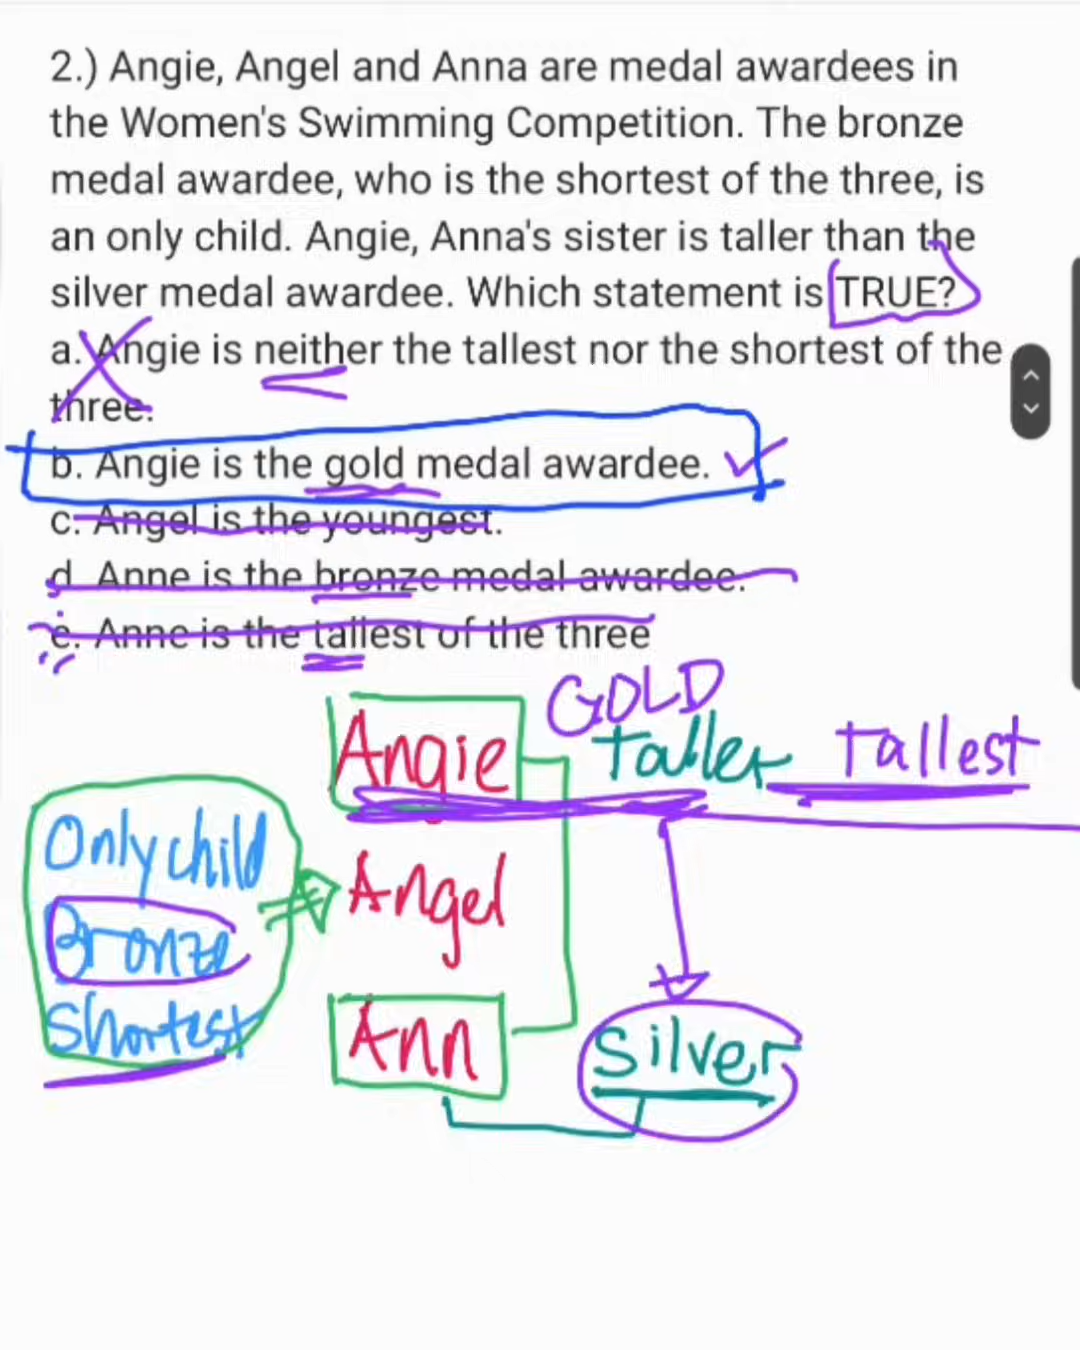 2.) Angie, Angel and Anna are medal awardees in
the Women's Swimming Competition. The bronze
medal awardee, who is the shortest of the three, is
an only child. Angie, Anna's sister is taller than the
silver medal awardee. Which statement is TRUE?
a. Angie is neither the tallest nor the shortest of the
three.
b. Angie is the gold medal awardee.
c. Angel is the youngest.
d. Anne is the bronze medal awardee.
e. Anne is the tallest of the three
GOLD
Angie taller tallest
Only child
Angel
Bronze
Shortest
Ann
Silver